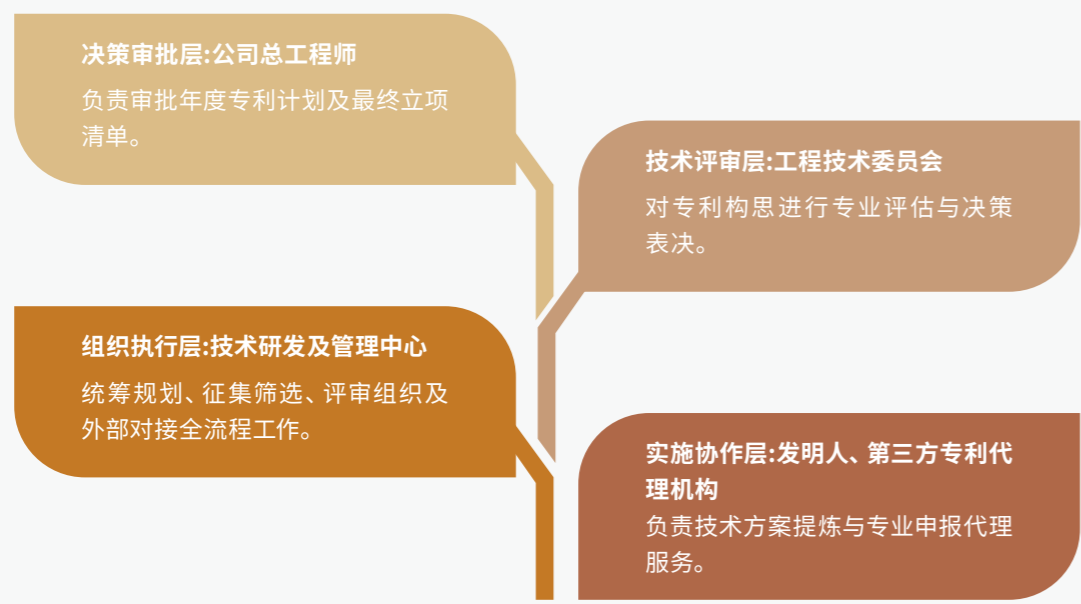 决策审批层:公司总工程师
负责审批年度专利计划及最终立项
清单。
技术评审层:工程技术委员会
对专利构思进行专业评估与决策
表决。
组织执行层:技术研发及管理中心
统筹规划、征集筛选、评审组织及
外部对接全流程工作。
实施协作层:发明人、第三方专利代
理机构
负责技术方案提炼与专业申报代理
服务。